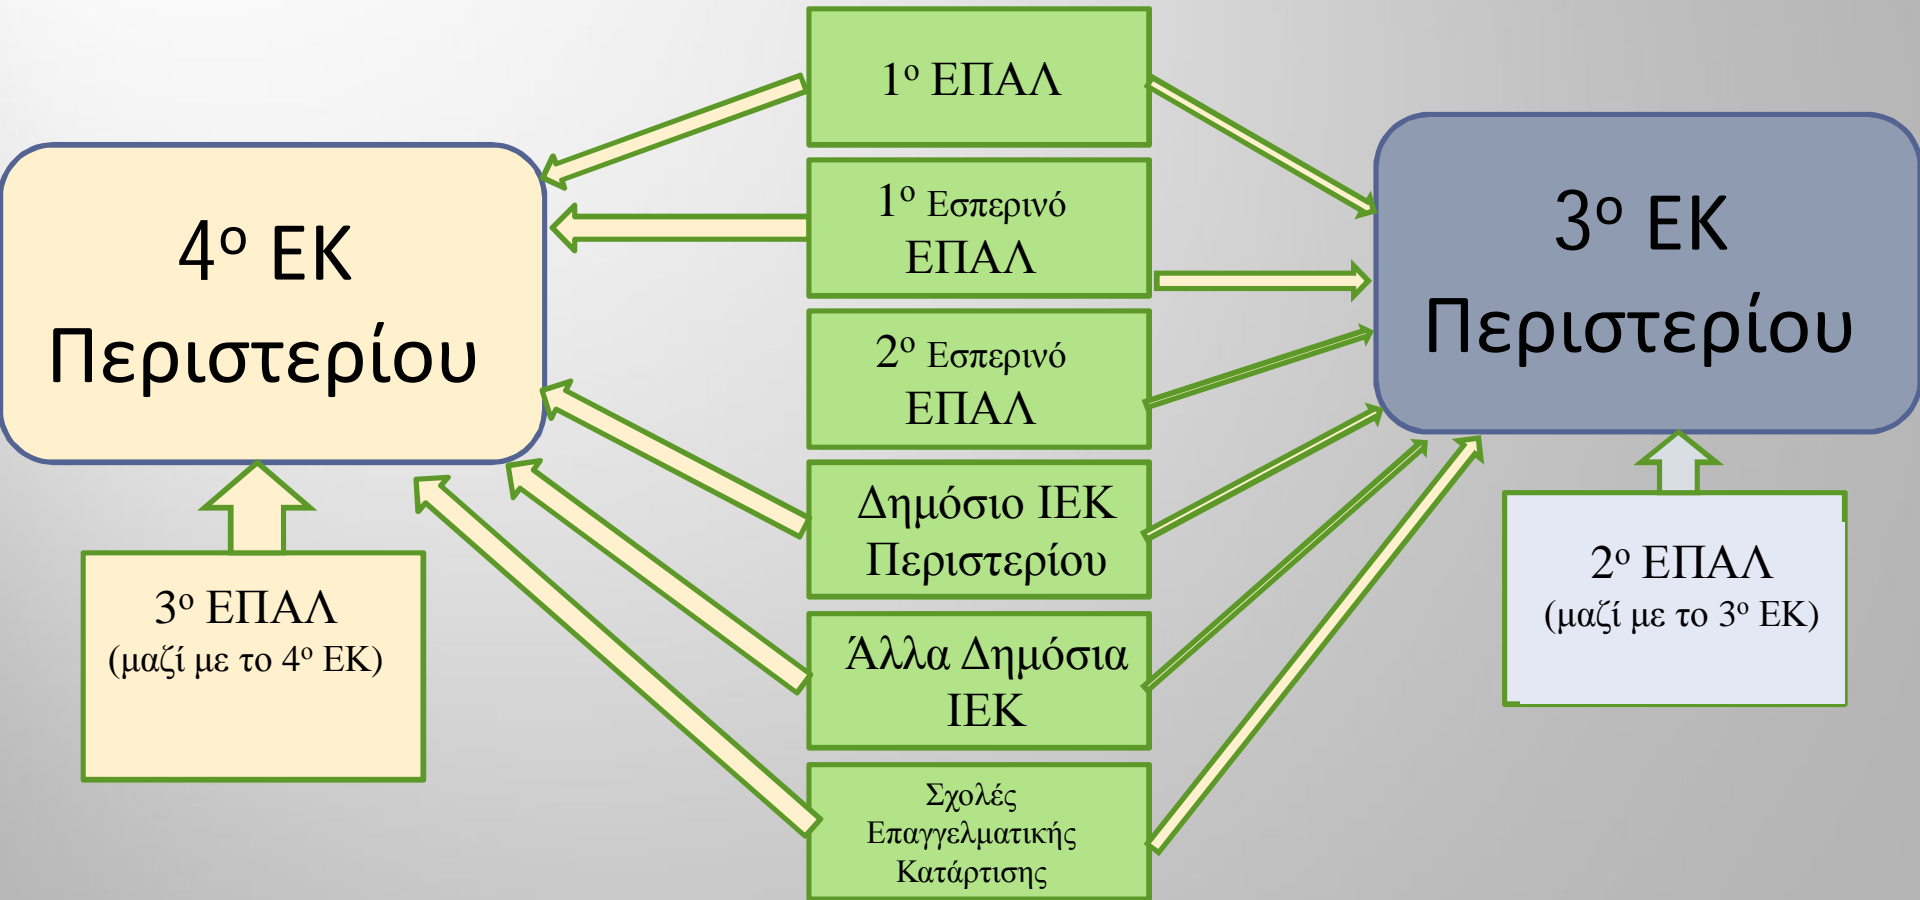 4ο ΕΚ
Περιστερίου
3ο ΕΠΑΛ
(μαζί με το 4ο ΕΚ)
1ο ΕΠΑΛ
1ο Εσπερινό
ΕΠΑΛ
2ο Εσπερινό
ΕΠΑΛ
Δημόσιο ΙΕΚ
Περιστερίου
Άλλα Δημόσια
ΙΕΚ
Σχολές
Επαγγελματικής
Κατάρτισης
3ο ΕΚ
Περιστερίου
2ο ΕΠΑΛ
(μαζί με το 3ο ΕΚ)